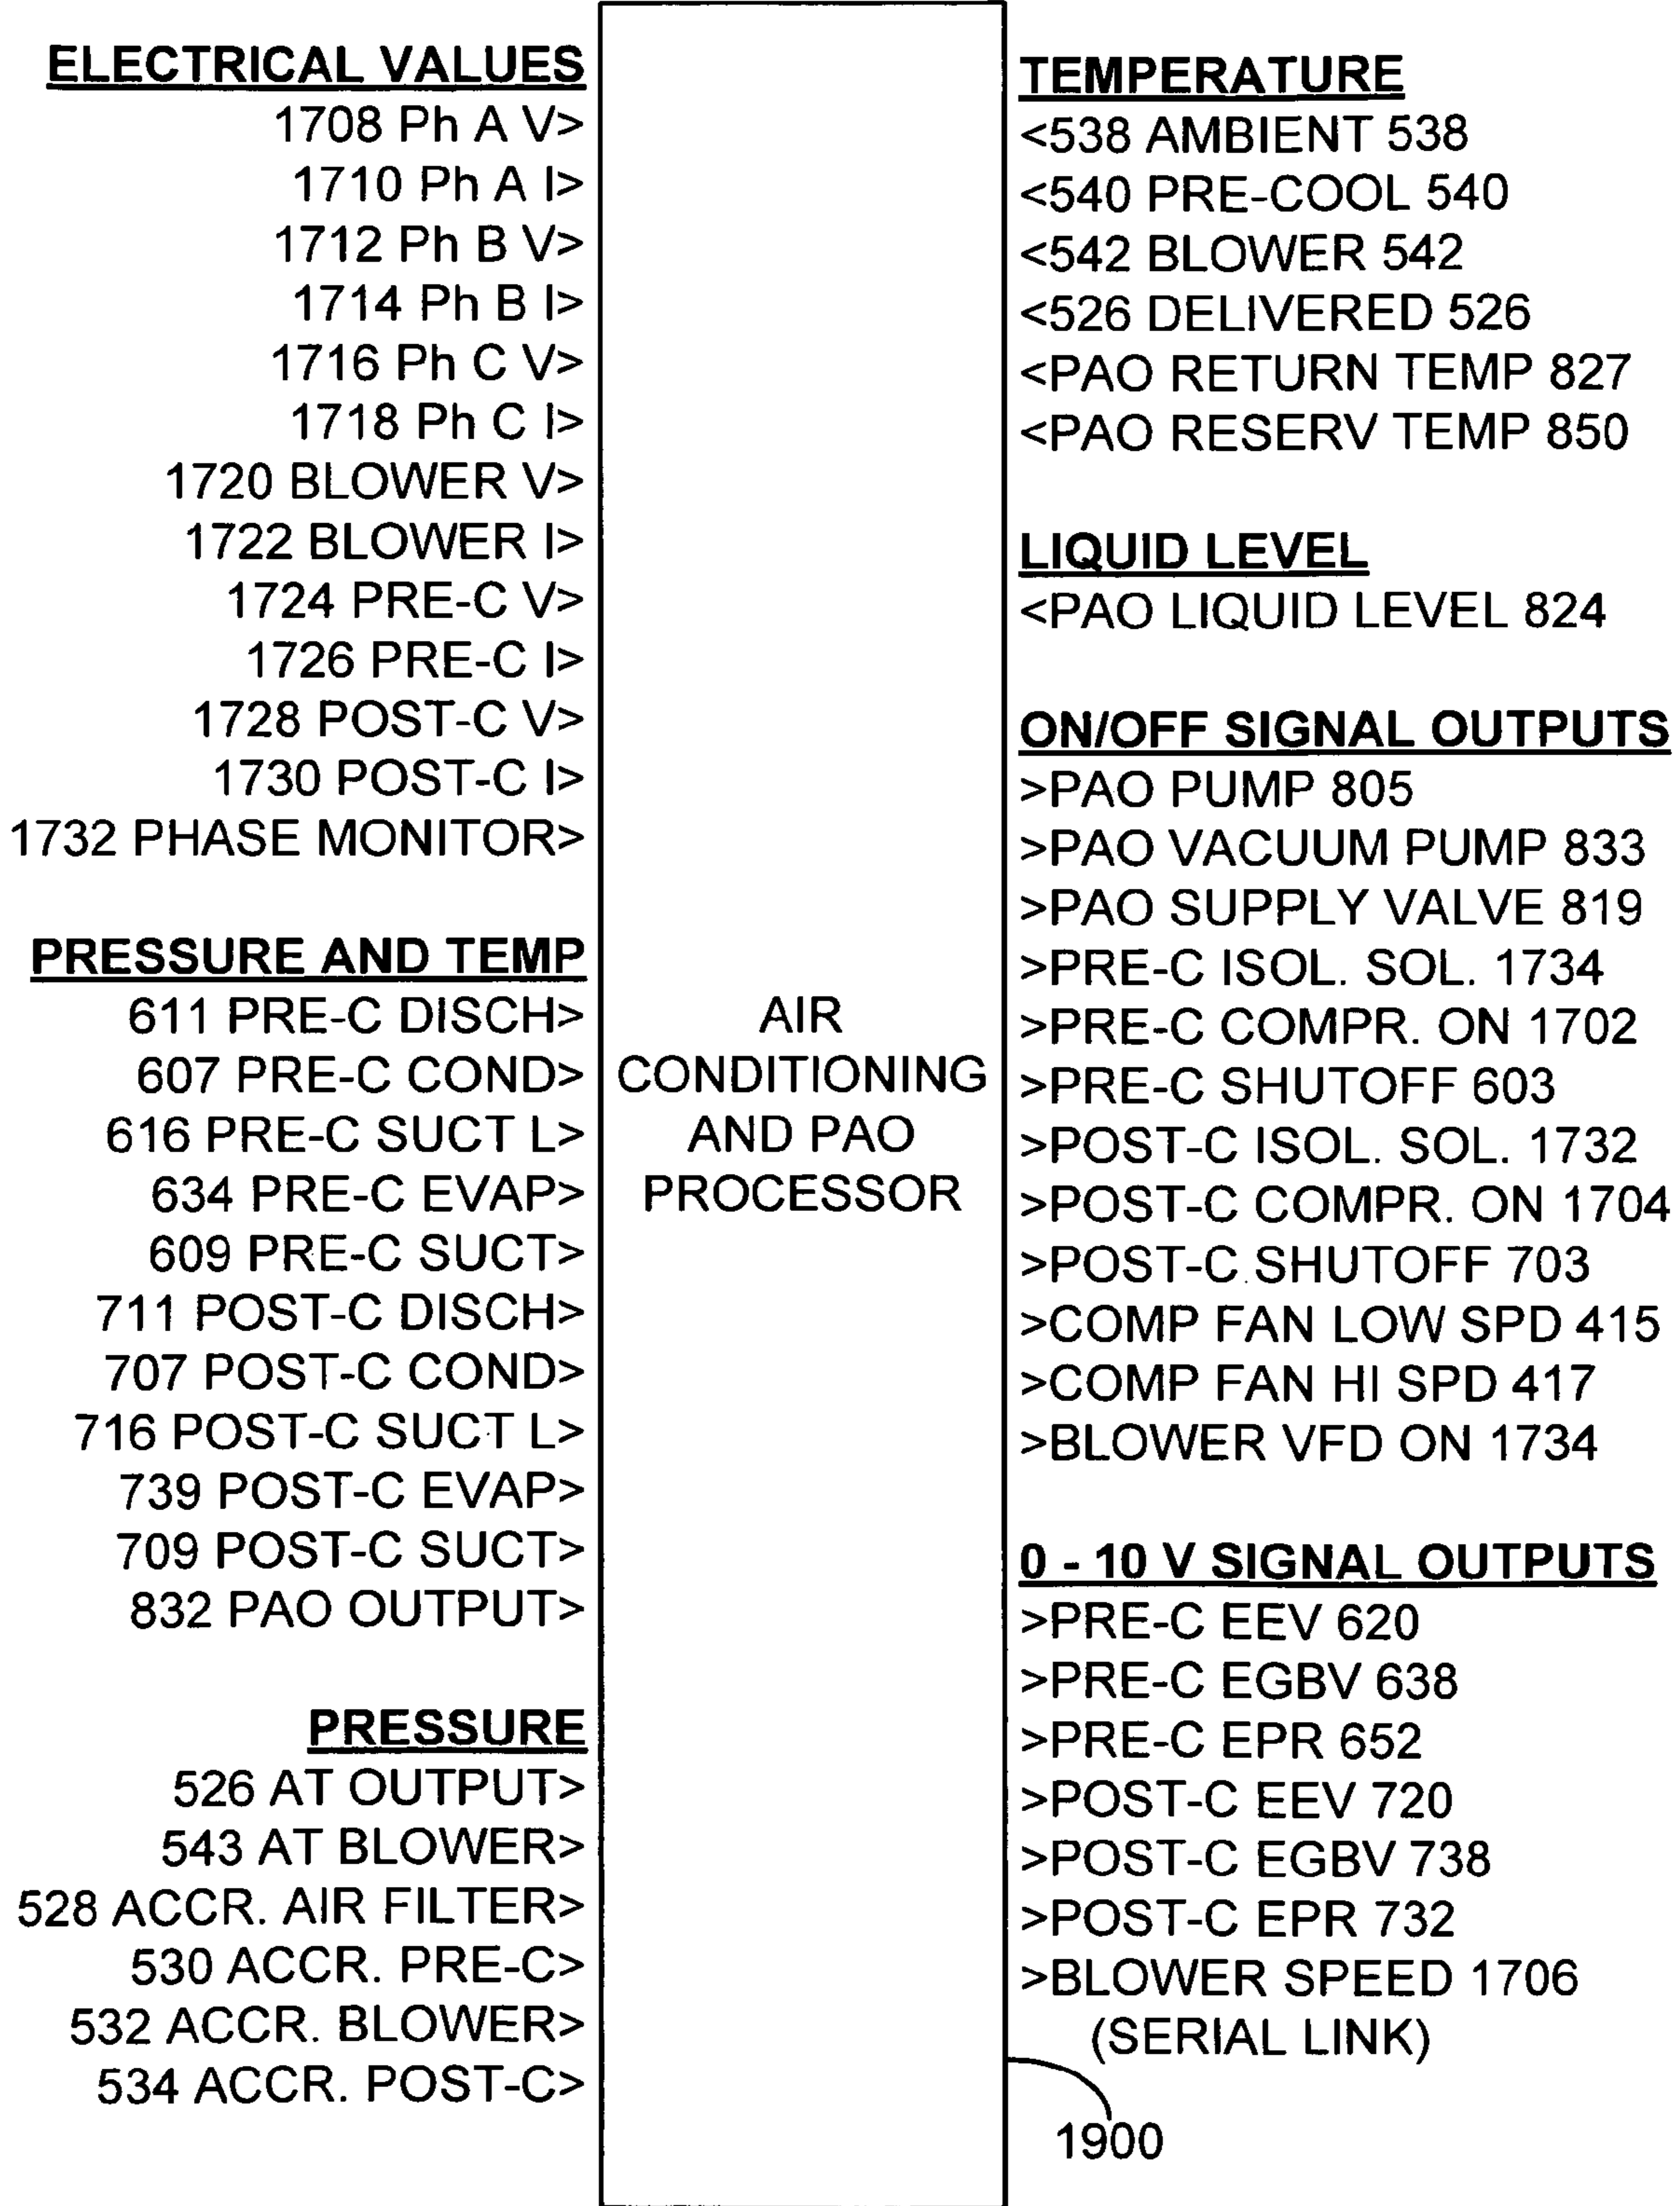 ELECTRICAL VALUES
1708 Ph A V>
1710 Ph A I>
1712 Ph B V>
1714 Ph B I>
1716 Ph C V>
1718 Ph C I>
1720 BLOWER V>
1722 BLOWER I>
1724 PRE-C V>
1726 PRE-C I>
1728 POST-C V>
1730 POST-C I>
1732 PHASE MONITOR>
PRESSURE AND TEMP
611 PRE-C DISCH>
607 PRE-C COND>
616 PRE-C SUCT L>
634 PRE-C EVAP>
609 PRE-C SUCT>
711 POST-C DISCH>
707 POST-C COND>
716 POST-C SUCT L>
739 POST-C EVAP>
709 POST-C SUCT>
832 PAO OUTPUT>
PRESSURE
526 AT OUTPUT>
543 AT BLOWER>
528 ACCR. AIR FILTER>
530 ACCR. PRE-C>
532 ACCR. BLOWER>
534 ACCR. POST-C>
AIR
CONDITIONING
AND PAO
PROCESSOR
TEMPERATURE
<538 AMBIENT 538
<540 PRE-COOL 540
<542 BLOWER 542
<526 DELIVERED 526
<PAO RETURN TEMP 827
<PAO RESERV TEMP 850
LIQUID LEVEL
<PAO LIQUID LEVEL 824
ON/OFF SIGNAL OUTPUTS
>PAO PUMP 805
>PAO VACUUM PUMP 833
>PAO SUPPLY VALVE 819
>PRE-C ISOL. SOL. 1734
>PRE-C COMPR. ON 1702
>PRE-C SHUTOFF 603
>POST-C ISOL. SOL. 1732
>POST-C COMPR. ON 1704
>POST-C SHUTOFF 703
>COMP FAN LOW SPD 415
>COMP FAN HI SPD 417
>BLOWER VFD ON 1734
0 - 10 V SIGNAL OUTPUTS
>PRE-C EEV 620
>PRE-C EGBV 638
>PRE-C EPR 652
>POST-C EEV 720
>POST-C EGBV 738
>POST-C EPR 732
>BLOWER SPEED 1706
(SERIAL LINK)
1900